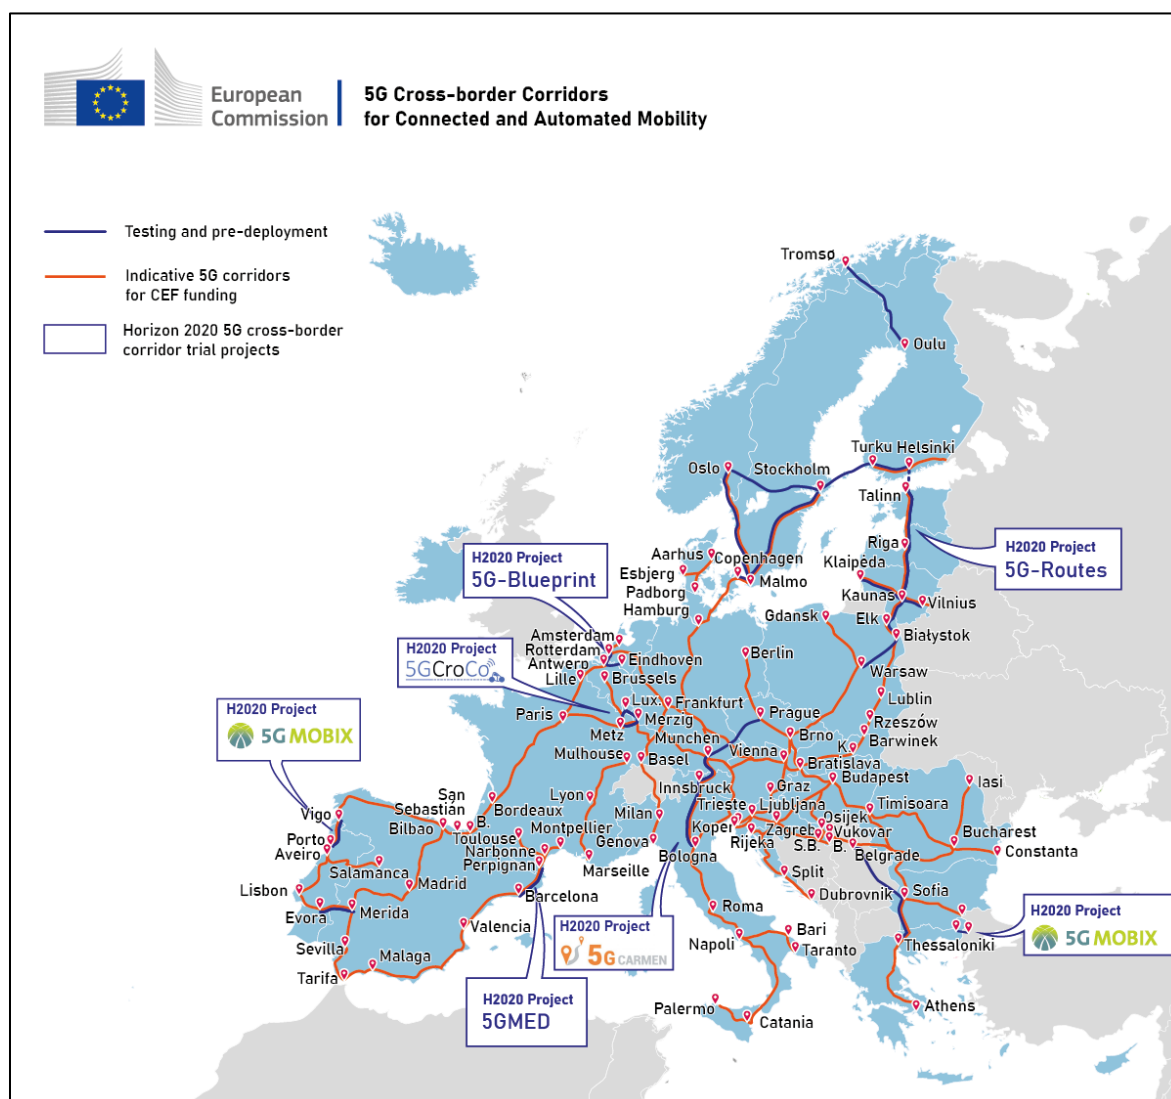 European
Commission
5G Cross-border Corridors
for Connected and Automated Mobility
Testing and pre-deployment
Indicative 5G corridors
for CEF funding
Horizon 2020 5G cross-border
corridor trial projects
Tromsø
Oulu
Turku
Helsinki
Oslo
Stockholm
Talinn
Riga
H2020 Project
5G-Routes
Aarhus
Copenhagen
Klaipėda
Esbjerg
Malmo
Padborg
Kaunas
Vilnius
Hamburg
Gdansk
Elk
Białystok
H2020 Project
5G-Blueprint
Amsterdam
Rotterdam
Antwerp
Eindhoven
Berlin
Warsaw
H2020 Project
5GCroCo
Lille
Brussels
Lublin
Lux.
Frankfurt
Paris
Merzig
Prague
Rzeszów
H2020 Project
5G MOBIX
Metz
Munchen
Brno
Barwinek
Mulhouse
Basel
Vienna
K.
Bratislava
Budapest
Innsbruck
Graz
Iasi
San
Sebastián
Bilbao
B.
Bordeaux
Lyon
Milan
Trieste
Ljubljana
Timisoara
Vigo
Koper
Osijek
Porto
Toulouse
Montpellier
Genova
Zagreb
Vukovar
Bucharest
Aveiro
Narbonne
Rijeka
S.B.
B.
Constanta
Perpignan
Marseille
Bologna
Belgrade
Salamanca
Madrid
Split
Lisbon
Barcelona
Dubrovnik
Sofia
Evora
Merida
Roma
H2020 Project
5G MOBIX
Valencia
H2020 Project
5G CARMEN
Bari
Sevilla
Napoli
Taranto
Thessaloniki
Malaga
Tarifa
H2020 Project
5GMED
Palermo
Catania
Athens